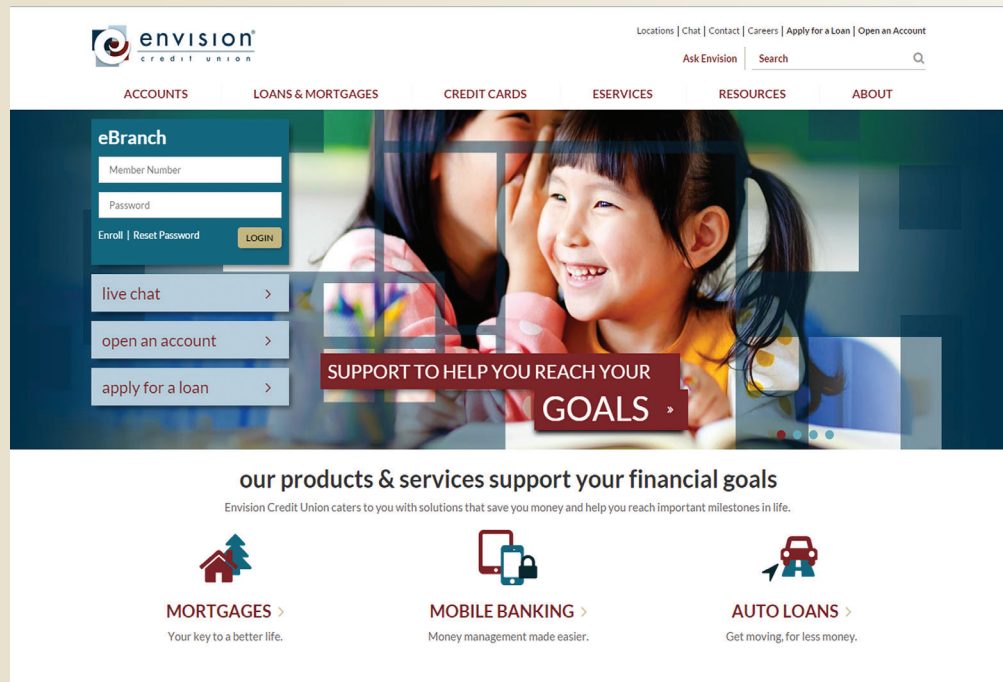 envision®
credit union
Locations | Chat | Contact | Careers | Apply for a Loan | Open an Account
Ask Envision
Search
ACCOUNTS
LOANS & MORTGAGES
CREDIT CARDS
ESERVICES
RESOURCES
ABOUT
eBranch
Member Number
Password
Enroll | Reset Password
LOGIN
live chat
open an account
apply for a loan
SUPPORT TO HELP YOU REACH YOUR
GOALS »
our products & services support your financial goals
Envision Credit Union caters to you with solutions that save you money and help you reach important milestones in life.
MORTGAGES >
Your key to a better life.
MOBILE BANKING >
Money management made easier.
AUTO LOANS >
Get moving, for less money.